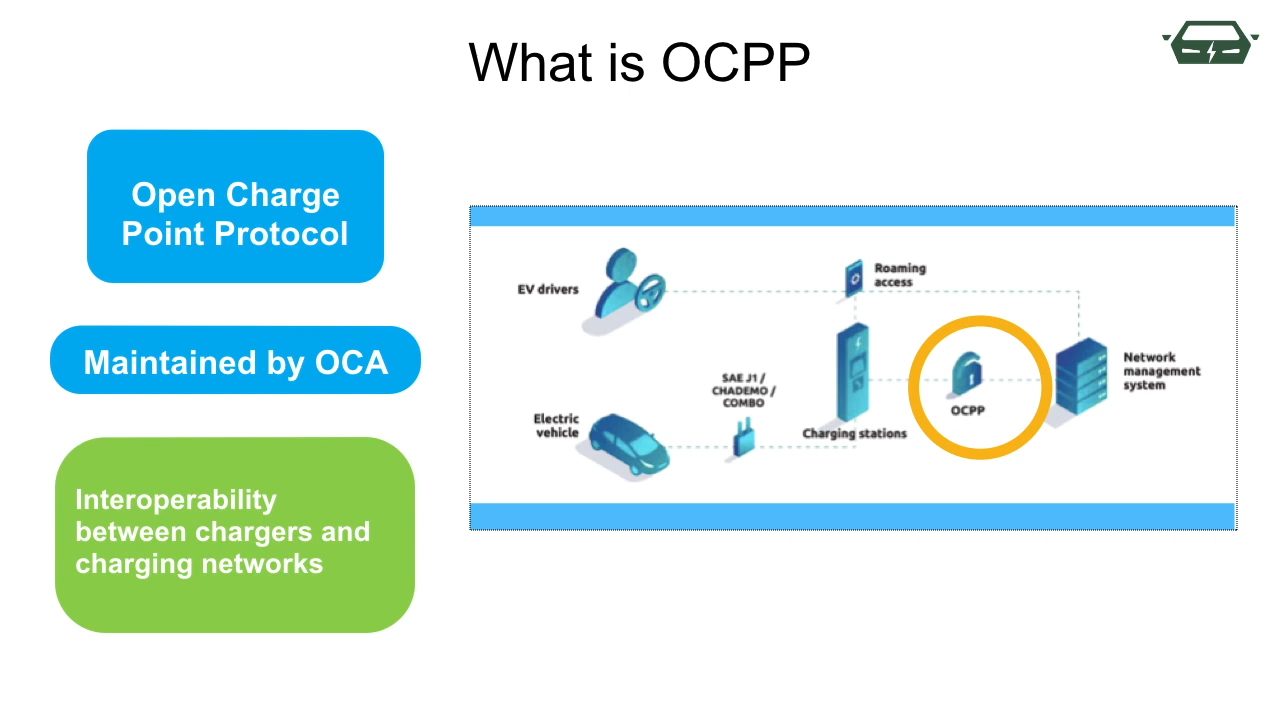 What is OCPP
Open Charge
Point Protocol
Maintained by OCA
Interoperability
between chargers and
charging networks
EV drivers
Roaming
access
SAE J1 /
CHADEMO /
COMBO
Electric
vehicle
Charging stations
OCPP
Network
management
system